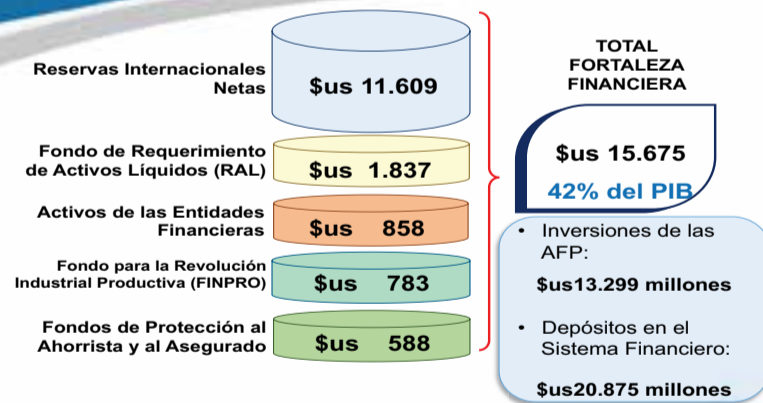 Reservas Internacionales
Netas
$us 11.609
Fondo de Requerimiento
de Activos Líquidos (RAL)
$us 1.837
Activos de las Entidades
Financieras
$us 858
Fondo para la Revolución
Industrial Productiva (FINPRO)
$us 783
Fondos de Protección al
Ahorrista y al Asegurado
$us 588
TOTAL
FORTALEZA
FINANCIERA
$us 15.675
42% del PIB
• Inversiones de las
AFP:
$us13.299 millones
• Depósitos en el
Sistema Financiero:
$us20.875 millones